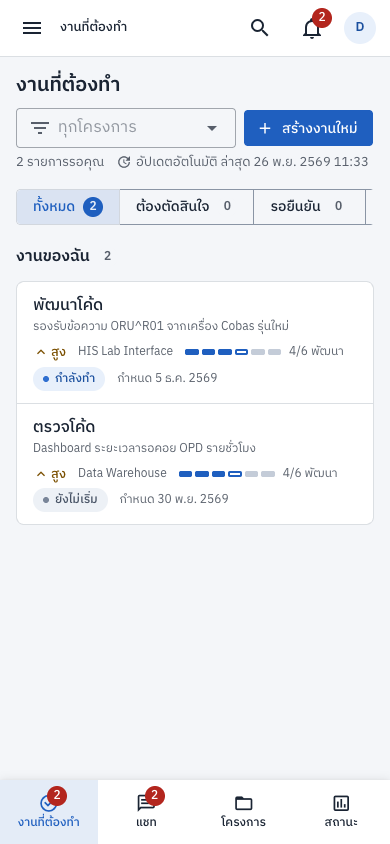 งานที่ต้องทำ
2
D
งานที่ต้องทำ
ทุกโครงการ
สร้างงานใหม่
2 รายการรอคุณ อัปเดตอัตโนมัติ ล่าสุด 26 พ.ย. 2569 11:33
ทั้งหมด 2 ต้องตัดสินใจ 0 รอยืนยัน 0
งานของฉัน 2
พัฒนาโค้ด
รองรับข้อความ ORU^R01 จากเครื่อง Cobas รุ่นใหม่
สูง HIS Lab Interface 4/6 พัฒนา
กำลังทำ กำหนด 5 ธ.ค. 2569
ตรวจโค้ด
Dashboard ระยะเวลารอคอย OPD รายชั่วโมง
สูง Data Warehouse 4/6 พัฒนา
ยังไม่เริ่ม กำหนด 30 พ.ย. 2569
2 2
งานที่ต้องทำ แชท โครงการ สถานะ